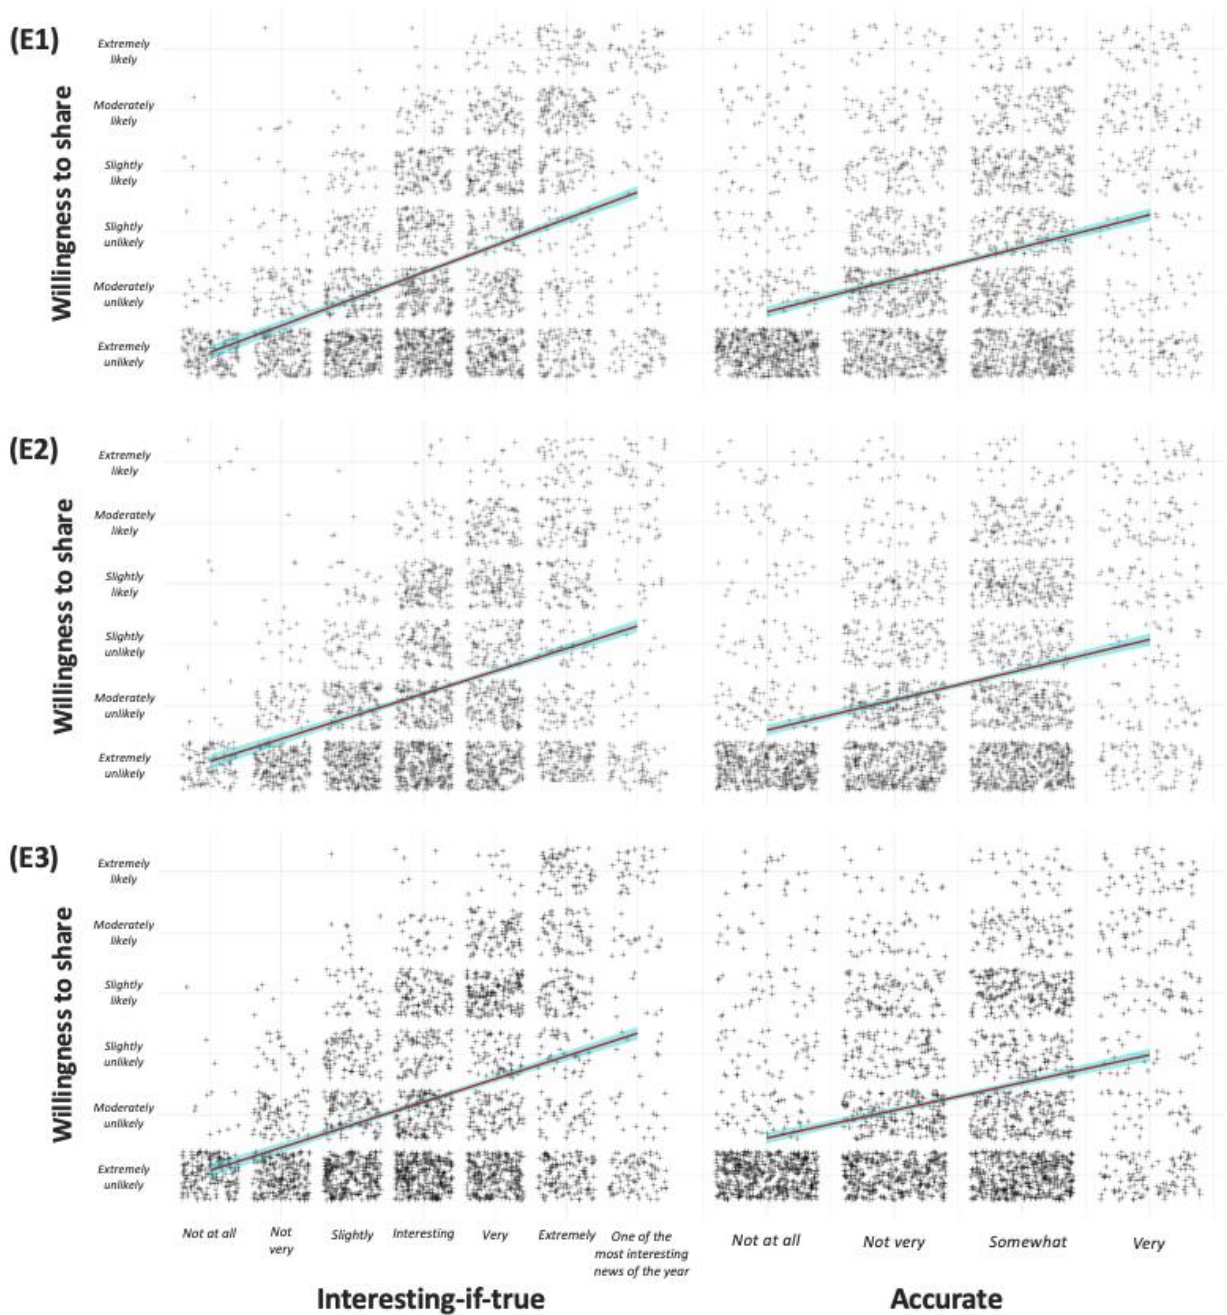 (E1)
Willingness to share
Extremely
likely
Moderately
likely
Slightly
likely
Slightly
unlikely
Moderately
unlikely
Extremely
unlikely
(E2)
Willingness to share
Extremely
likely
Moderately
likely
Slightly
likely
Slightly
unlikely
Moderately
unlikely
Extremely
unlikely
(E3)
Willingness to share
Extremely
likely
Moderately
likely
Slightly
likely
Slightly
unlikely
Moderately
unlikely
Extremely
unlikely
Not at all
Not
very
Slightly
Interesting
Very
Extremely
One of the
most interesting
news of the year
Not at all
Not very
Somewhat
Very
Interesting-if-true
Accurate